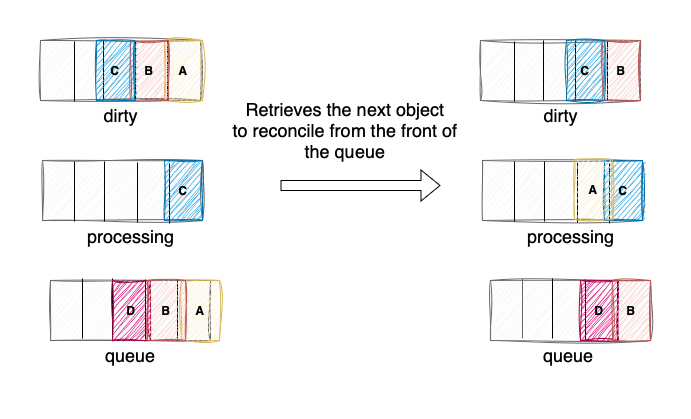 C B A
dirty
C
processing
D B A
queue
Retrieves the next object
to reconcile from the front of
the queue
C B
dirty
A C
processing
D B
queue